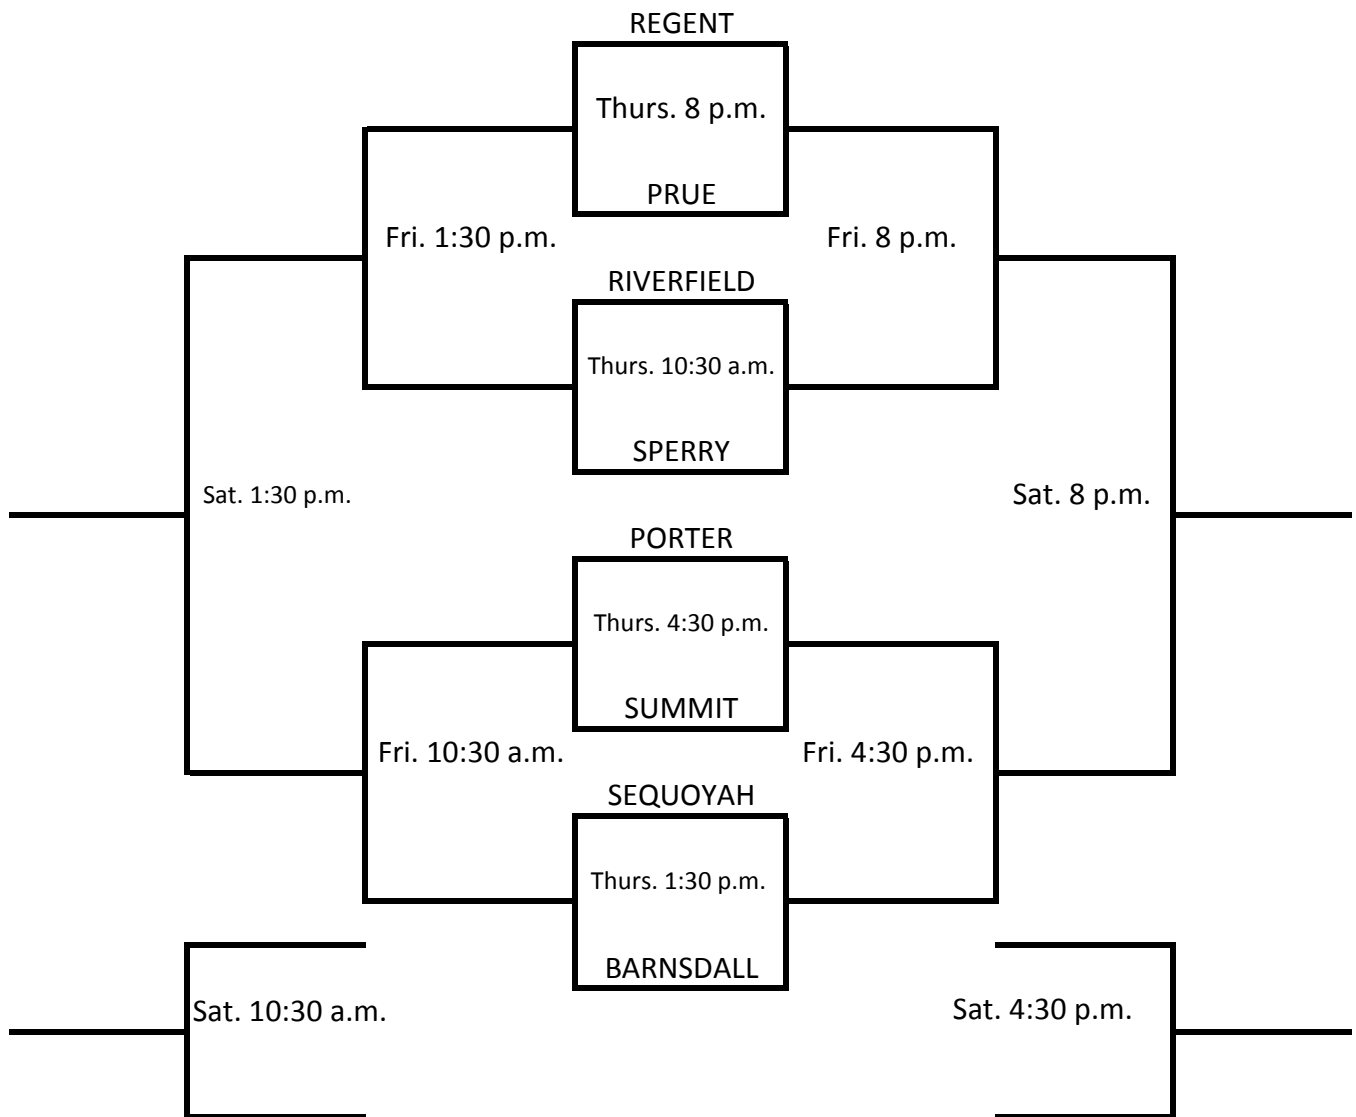 REGENT
Thurs. 8 p.m.
PRUE
Fri. 1:30 p.m.
Fri. 8 p.m.
RIVERFIELD
Thurs. 10:30 a.m.
SPERRY
Sat. 1:30 p.m.
Sat. 8 p.m.
PORTER
Thurs. 4:30 p.m.
SUMMIT
Fri. 10:30 a.m.
Fri. 4:30 p.m.
SEQUOYAH
Thurs. 1:30 p.m.
BARNSDALL
Sat. 10:30 a.m.
Sat. 4:30 p.m.